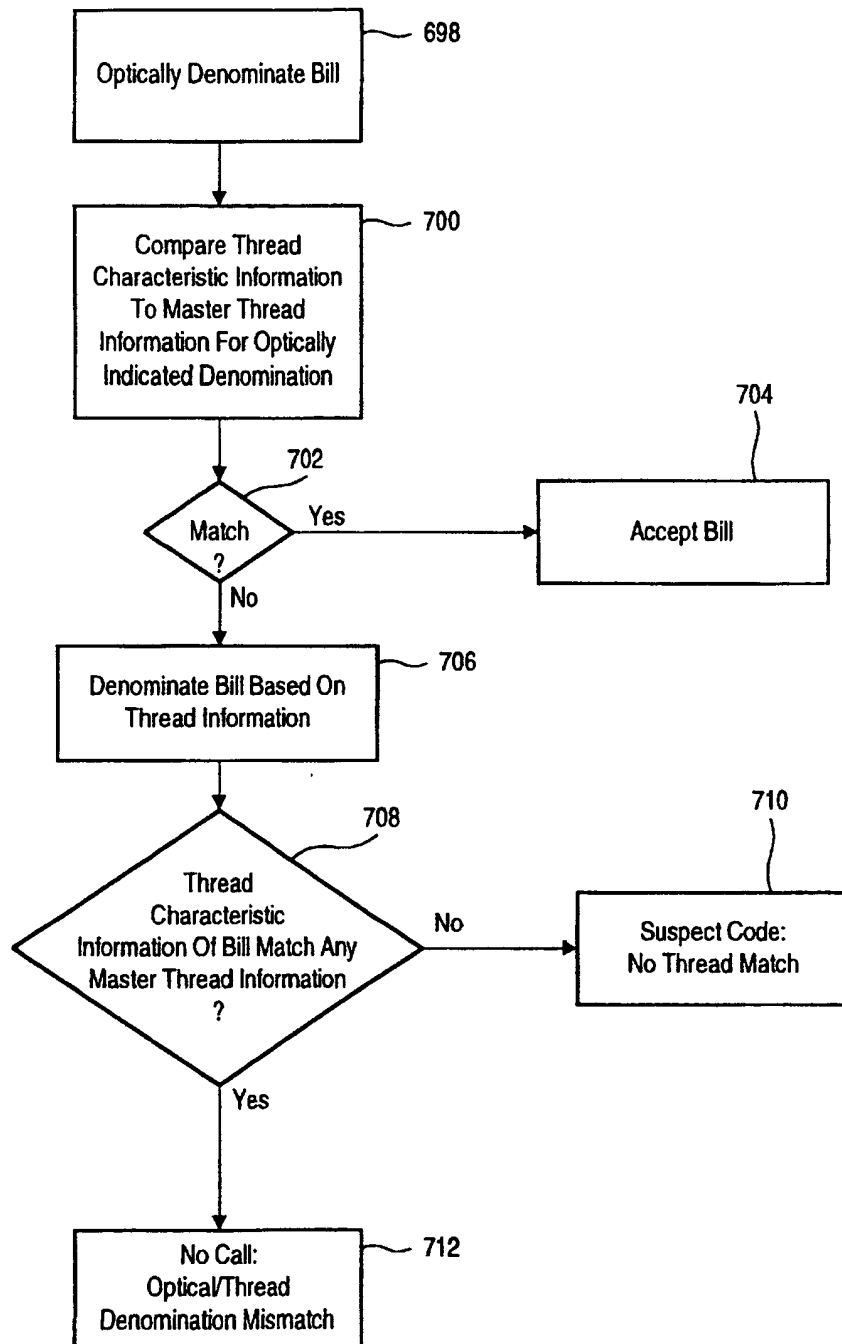 698
Optically Denominate Bill
700
Compare Thread
Characteristic Information
To Master Thread
Information For Optically
Indicated Denomination
704
702
Match
?
Yes
Accept Bill
No
706
Denominate Bill Based On
Thread Information
708
710
Thread
Characteristic
Information Of Bill Match Any
Master Thread Information
?
No
Suspect Code:
No Thread Match
Yes
712
No Call:
Optical/Thread
Denomination Mismatch